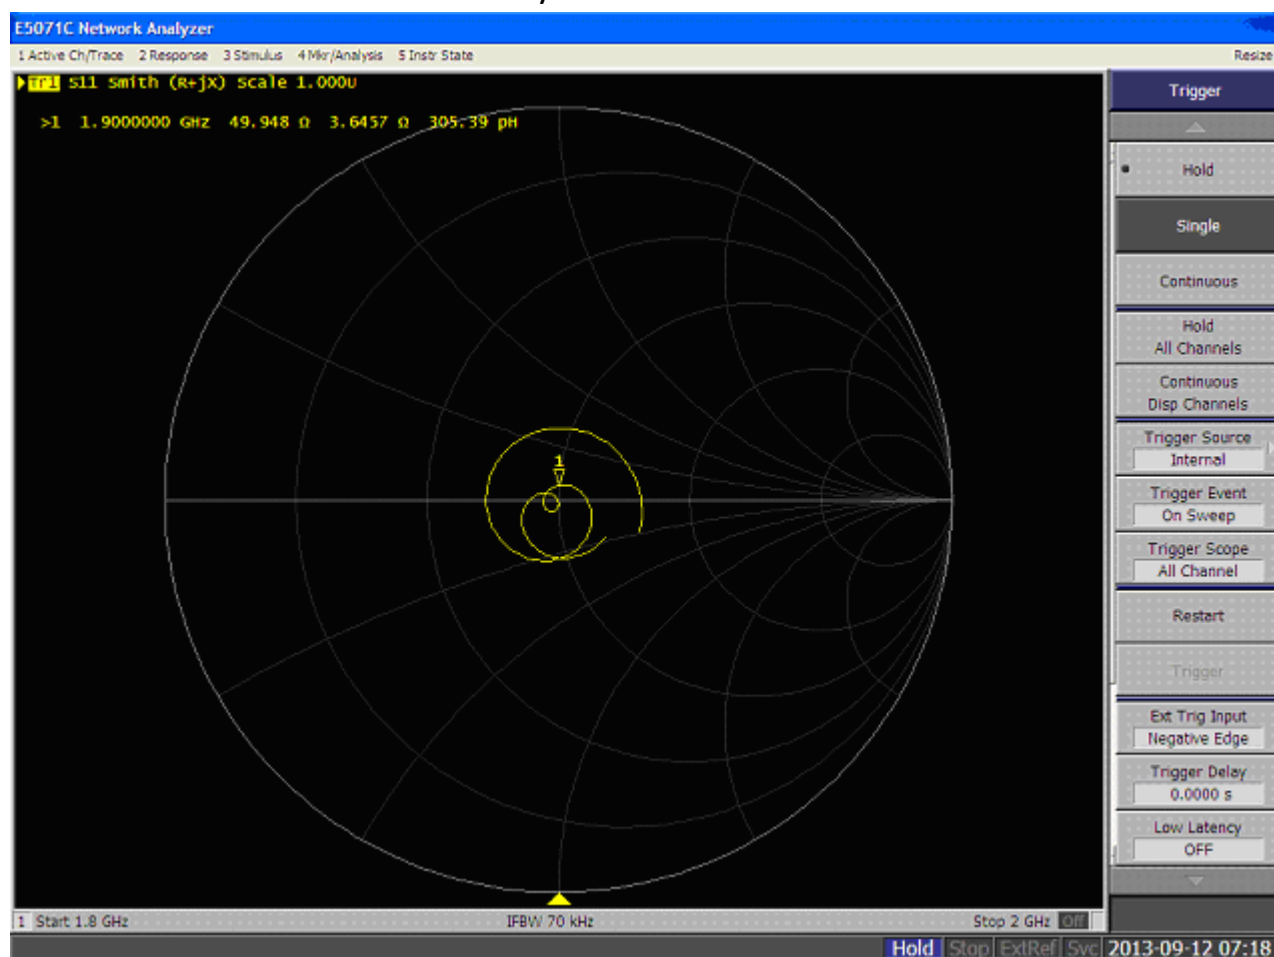 E5071C Network Analyzer
1 Active Ch/Trace 2 Response 3 Stimulus 4 Mkr/Analysis 5 Instr State
Resize
Tr1 S11 Smith (R+jX) Scale 1.000U
>1 1.9000000 GHz 49.948 Ω 3.6457 Ω 305.39 pH
1
Trigger
Hold
Single
Continuous
Hold
All Channels
Continuous
Disp Channels
Trigger Source
Internal
Trigger Event
On Sweep
Trigger Scope
All Channel
Restart
Trigger
Ext Trig Input
Negative Edge
Trigger Delay
0.0000 s
Low Latency
OFF
1 Start 1.8 GHz
IFBW 70 kHz
Stop 2 GHz Off
Hold Stop ExtRef Svc 2013-09-12 07:18